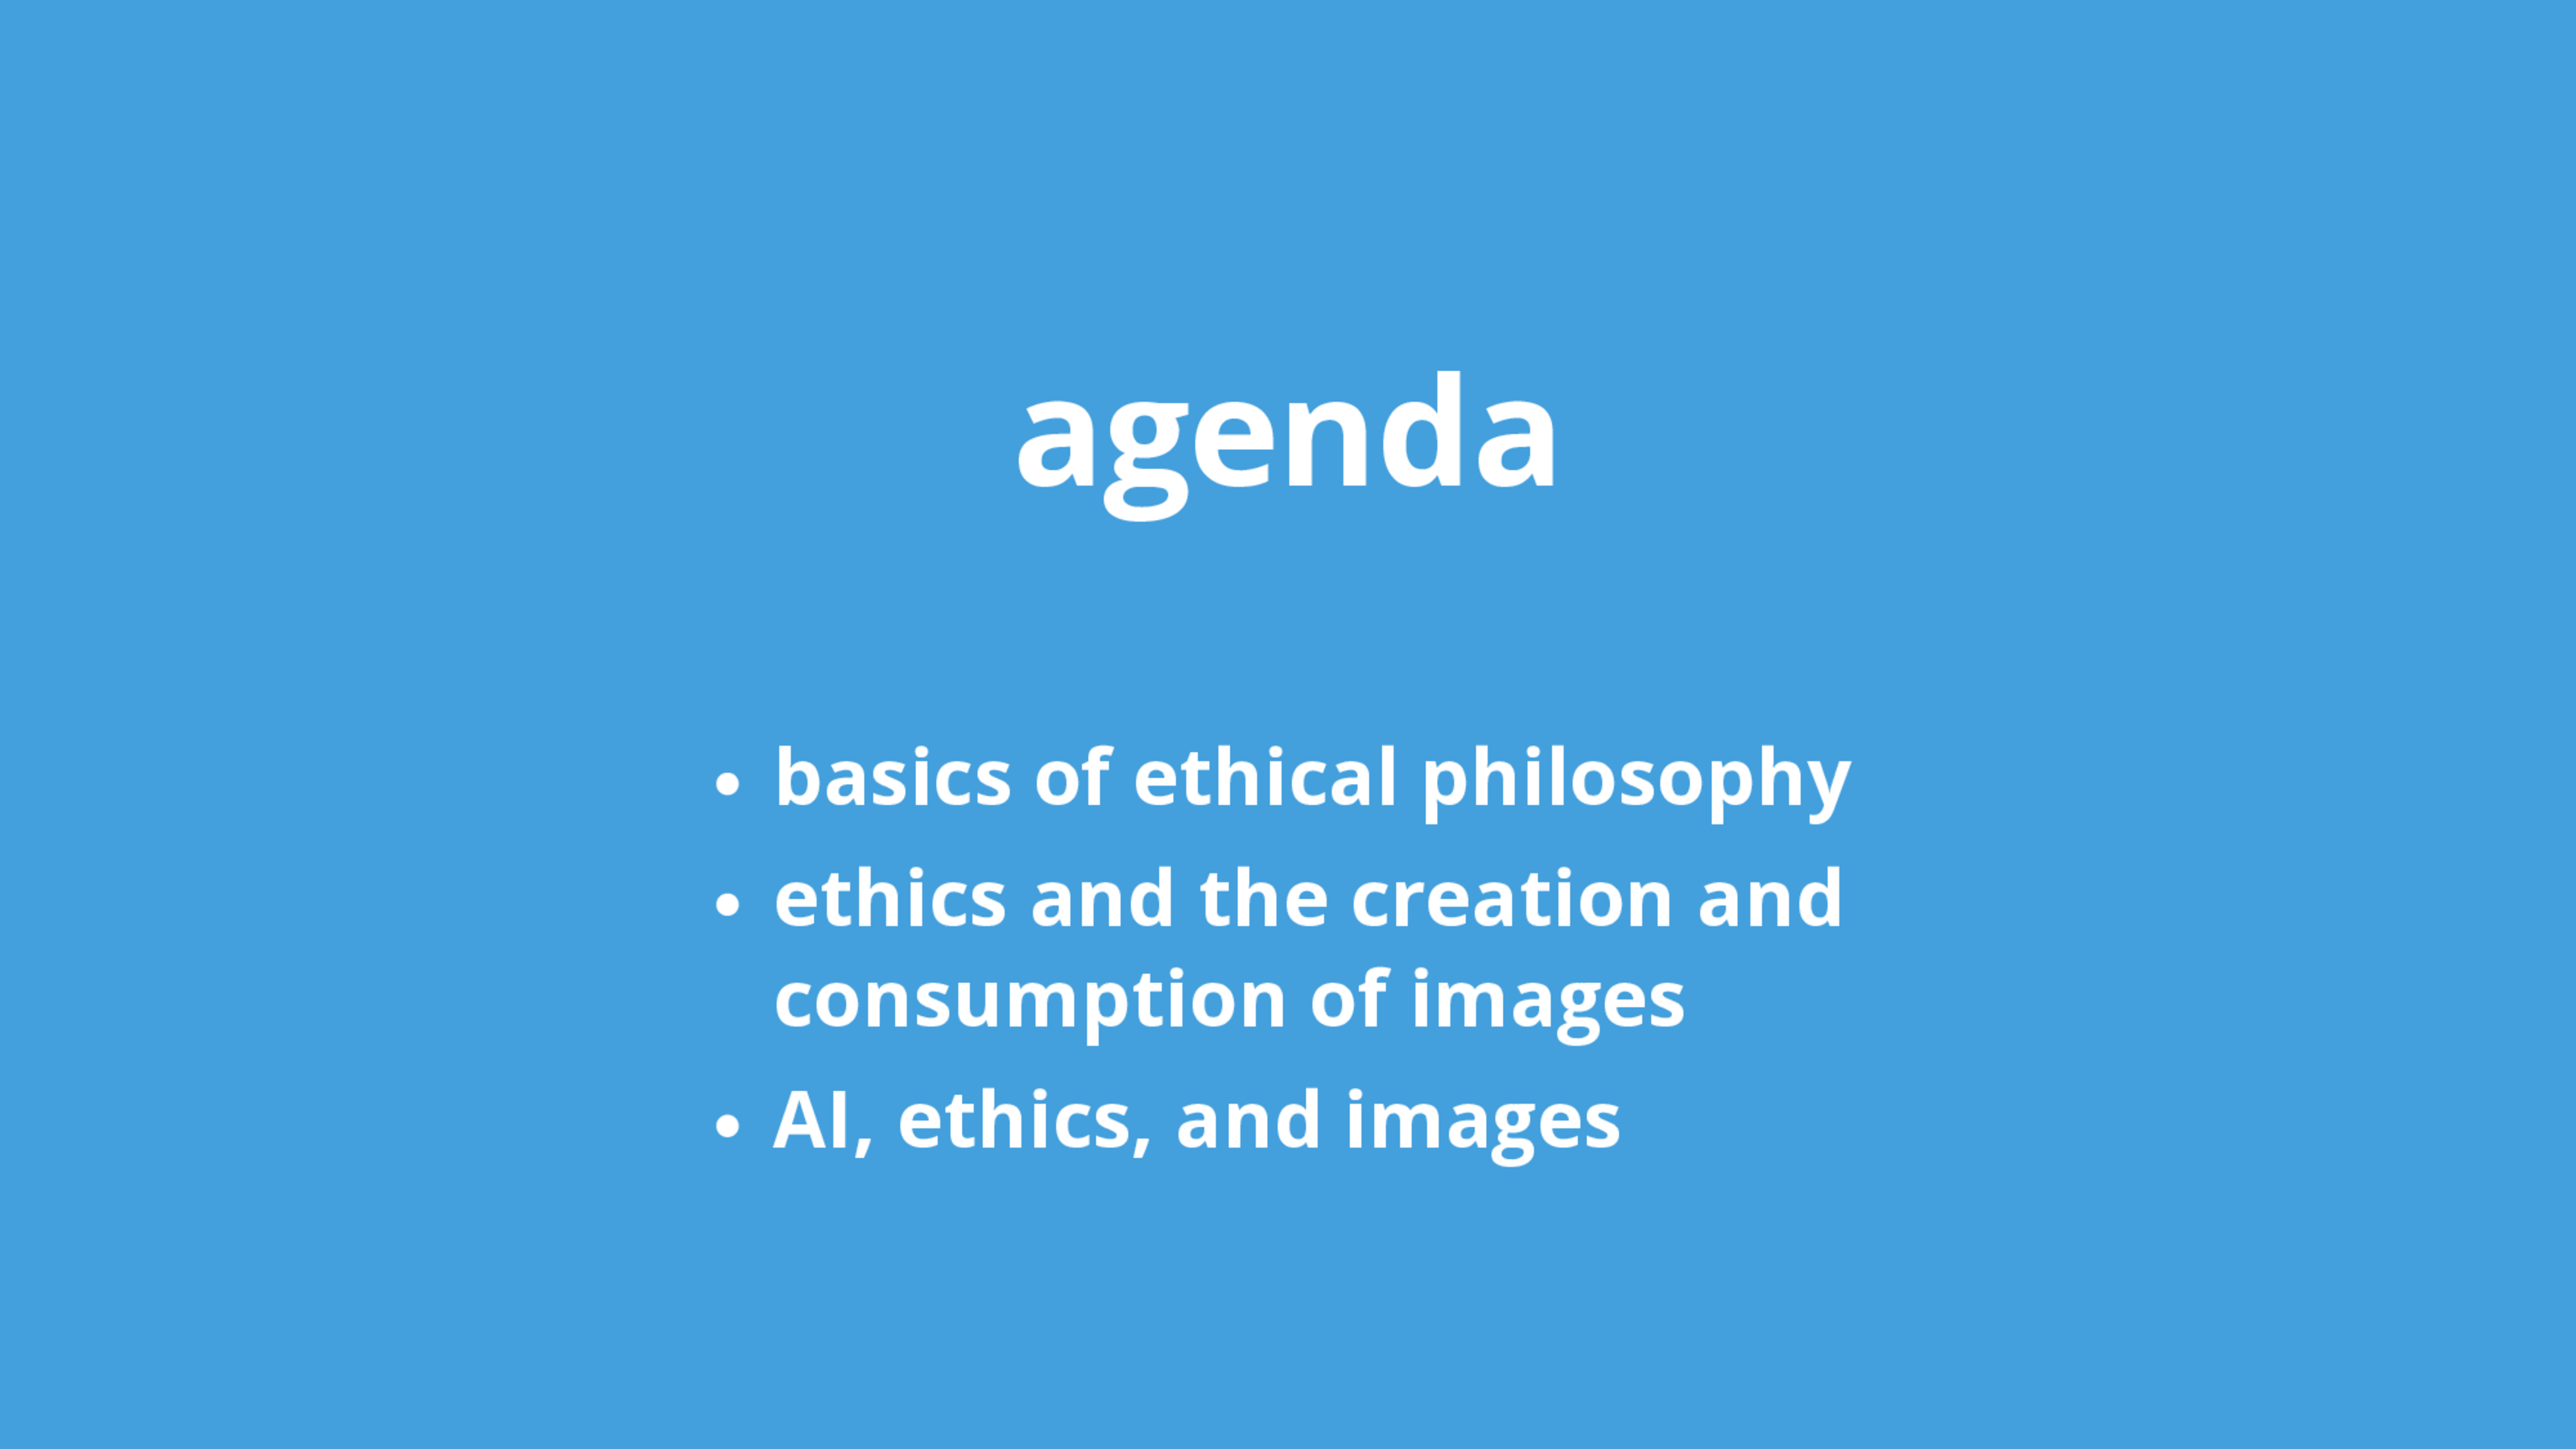 agenda
• basics of ethical philosophy
• ethics and the creation and
consumption of images
• AI, ethics, and images